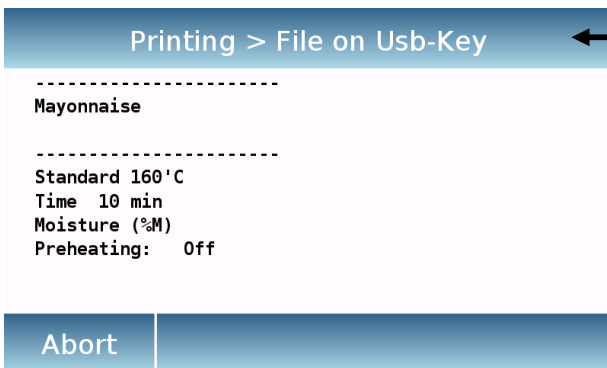 Printing > File on Usb-Key
-----------------------
Mayonnaise
-----------------------
Standard 160'C
Time  10 min
Moisture (%M)
Preheating:   Off
Abort